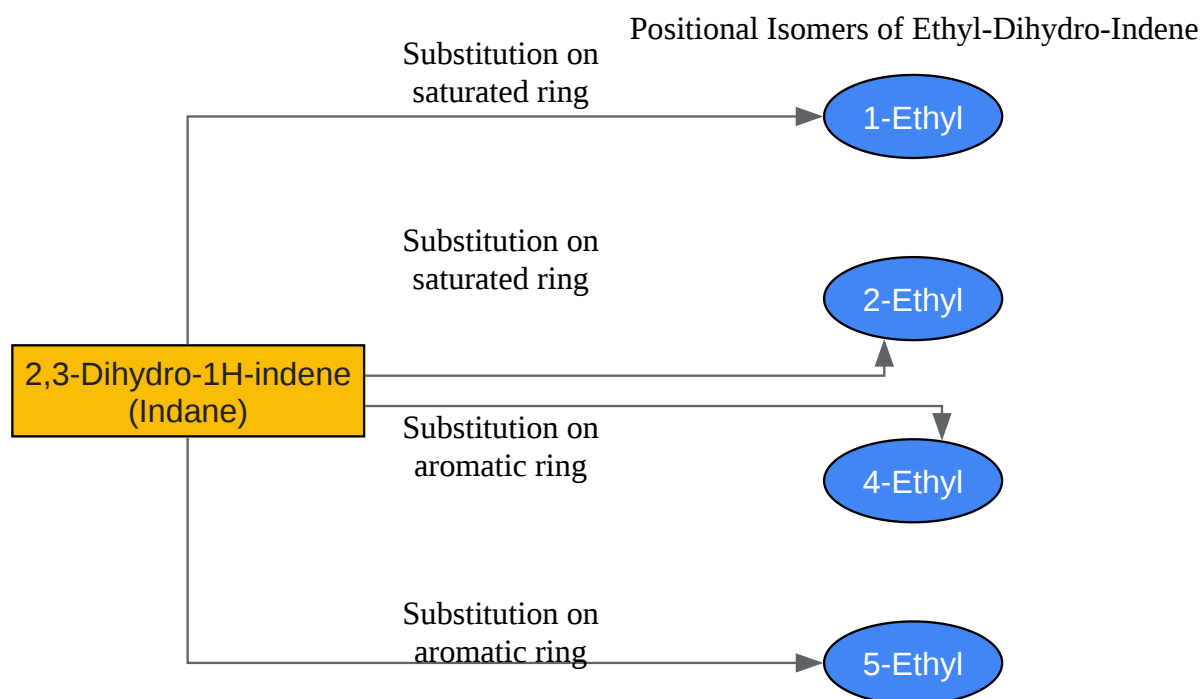 Positional Isomers of Ethyl-Dihydro-Indene
Substitution on
saturated ring
1-Ethyl
Substitution on
saturated ring
2-Ethyl
2,3-Dihydro-1H-indene
(Indane)
Substitution on
aromatic ring
4-Ethyl
Substitution on
aromatic ring
5-Ethyl